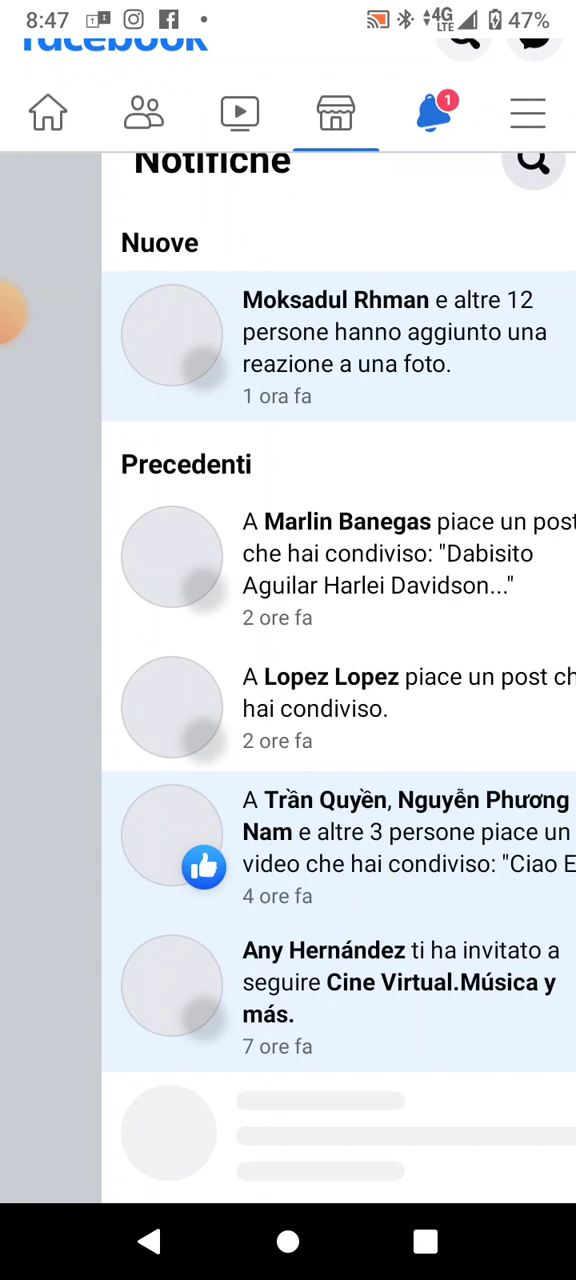 8:47
4G
LTE
47%
facebook
1
Notifiche
Nuove
Moksadul Rhman e altre 12
persone hanno aggiunto una
reazione a una foto.
1 ora fa
Precedenti
A Marlin Banegas piace un post
che hai condiviso: "Dabisito
Aguilar Harlei Davidson..."
2 ore fa
A Lopez Lopez piace un post ch
hai condiviso.
2 ore fa
A Trần Quyền, Nguyễn Phương
Nam e altre 3 persone piace un
video che hai condiviso: "Ciao E
4 ore fa
Any Hernández ti ha invitato a
seguire Cine Virtual.Música y
más.
7 ore fa